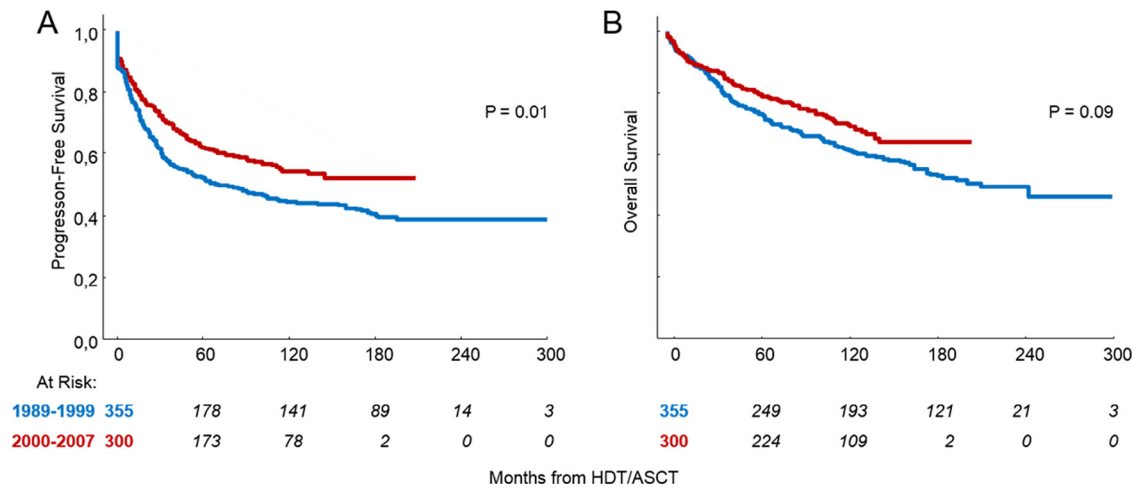 A
B
1,0
0,8
0,6
0,4
0,2
0,0
Progresson-Free Survival
P = 0.01
Overall Survival
P = 0.09
0 60 120 180 240 300
0 60 120 180 240 300
At Risk:
1989-1999 355 178 141 89 14 3
355 249 193 121 21 3
2000-2007 300 173 78 2 0 0
300 224 109 2 0 0
Months from HDT/ASCT